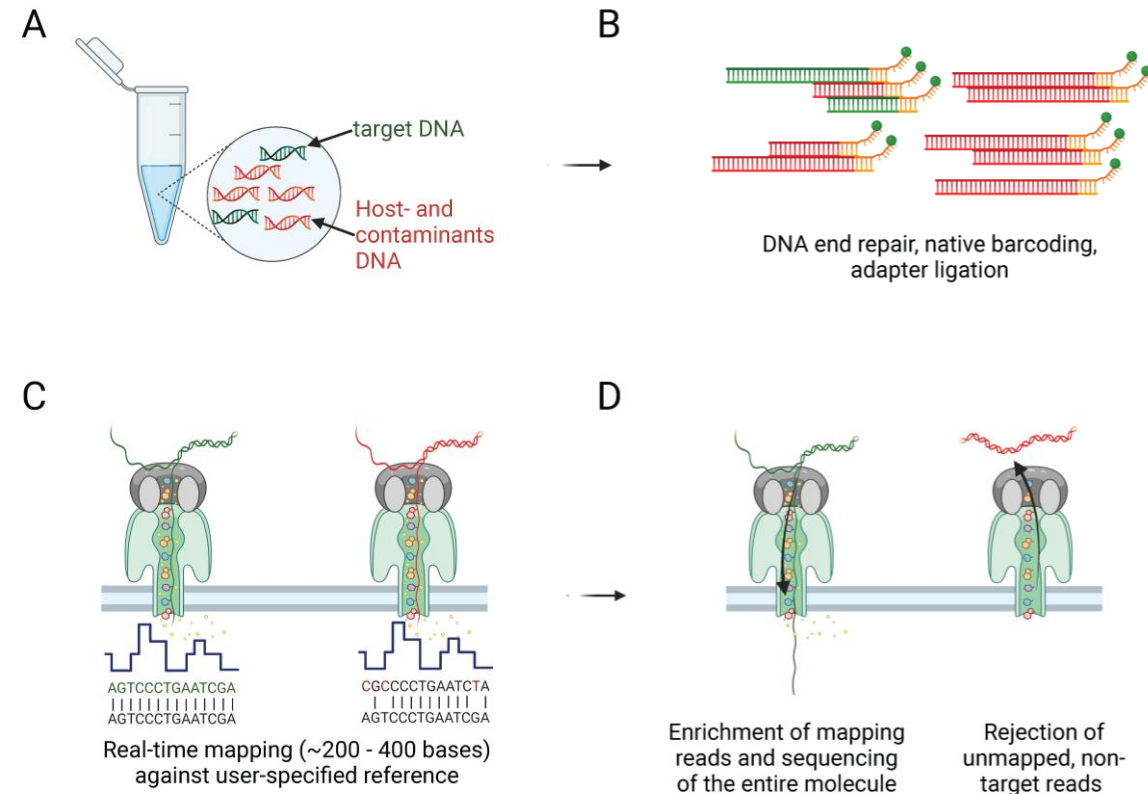 A
target DNA
Host- and
contaminants
DNA
B
DNA end repair, native barcoding,
adapter ligation
C
AGTCCCTGAATCGA
AGTCCCTGAATCGA
CGCCCCTGAATCTA
AGTCCCTGAATCGA
Real-time mapping (~200 - 400 bases)
against user-specified reference
D
Enrichment of mapping
reads and sequencing
of the entire molecule
Rejection of
unmapped, non-
target reads